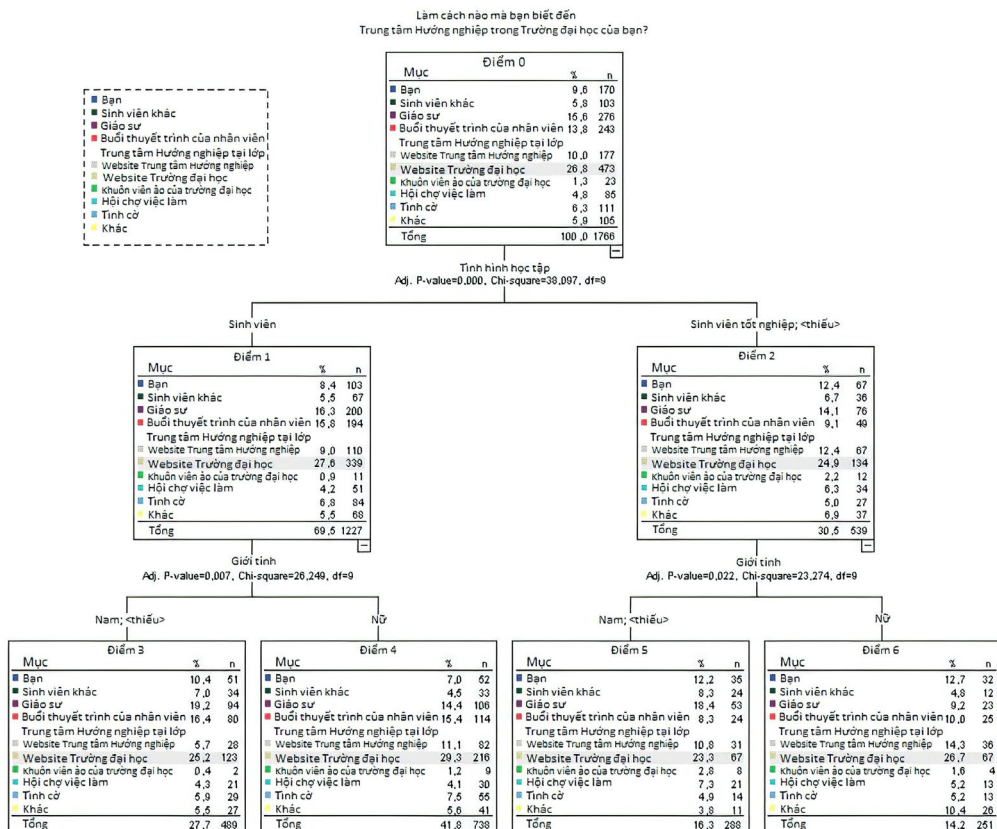 Làm cách nào mà bạn biết đến
Trung tâm Hướng nghiệp trong Trường đại học của bạn?
Bạn
Sinh viên khác
Giáo sư
Buổi thuyết trình của nhân viên
Trung tâm Hướng nghiệp tại lớp
Website Trung tâm Hướng nghiệp
Website Trường đại học
Khuôn viên ảo của trường đại học
Hội chợ việc làm
Tình cờ
Khác
Điểm 0
Mục % n
Bạn 9,6 170
Sinh viên khác 5,8 103
Giáo sư 15,6 276
Buổi thuyết trình của nhân viên 13,8 243
Trung tâm Hướng nghiệp tại lớp
Website Trung tâm Hướng nghiệp 10,0 177
Website Trường đại học 26,8 473
Khuôn viên ảo của trường đại học 1,3 23
Hội chợ việc làm 4,8 85
Tình cờ 6,3 111
Khác 5,9 105
Tổng 100,0 1766
Tình hình học tập
Adj. P-value=0,000, Chi-square=38,097, df=9
Sinh viên
Sinh viên tốt nghiệp; <thiếu>
Điểm 1
Mục % n
Bạn 8,4 103
Sinh viên khác 5,5 67
Giáo sư 16,3 200
Buổi thuyết trình của nhân viên 15,8 194
Trung tâm Hướng nghiệp tại lớp
Website Trung tâm Hướng nghiệp 9,0 110
Website Trường đại học 27,6 339
Khuôn viên ảo của trường đại học 0,9 11
Hội chợ việc làm 4,2 51
Tình cờ 6,8 84
Khác 5,5 68
Tổng 69,5 1227
Điểm 2
Mục % n
Bạn 12,4 67
Sinh viên khác 6,7 36
Giáo sư 14,1 76
Buổi thuyết trình của nhân viên 9,1 49
Trung tâm Hướng nghiệp tại lớp
Website Trung tâm Hướng nghiệp 12,4 67
Website Trường đại học 24,9 134
Khuôn viên ảo của trường đại học 2,2 12
Hội chợ việc làm 6,3 34
Tình cờ 5,0 27
Khác 6,9 37
Tổng 30,5 539
Giới tính
Adj. P-value=0,007, Chi-square=26,249, df=9
Giới tính
Adj. P-value=0,022, Chi-square=23,274, df=9
Nam; <thiếu>
Nữ
Nam; <thiếu>
Nữ
Điểm 3
Mục % n
Bạn 10,4 51
Sinh viên khác 7,0 34
Giáo sư 19,2 94
Buổi thuyết trình của nhân viên 16,4 80
Trung tâm Hướng nghiệp tại lớp
Website Trung tâm Hướng nghiệp 5,7 28
Website Trường đại học 25,2 123
Khuôn viên ảo của trường đại học 0,4 2
Hội chợ việc làm 4,3 21
Tình cờ 5,9 29
Khác 5,5 27
Tổng 27,7 489
Điểm 4
Mục % n
Bạn 7,0 52
Sinh viên khác 4,5 33
Giáo sư 14,4 106
Buổi thuyết trình của nhân viên 15,4 114
Trung tâm Hướng nghiệp tại lớp
Website Trung tâm Hướng nghiệp 11,1 82
Website Trường đại học 29,3 216
Khuôn viên ảo của trường đại học 1,2 9
Hội chợ việc làm 4,1 30
Tình cờ 7,5 55
Khác 5,6 41
Tổng 41,8 738
Điểm 5
Mục % n
Bạn 12,2 35
Sinh viên khác 8,3 24
Giáo sư 18,4 53
Buổi thuyết trình của nhân viên 8,3 24
Trung tâm Hướng nghiệp tại lớp
Website Trung tâm Hướng nghiệp 10,8 31
Website Trường đại học 23,3 67
Khuôn viên ảo của trường đại học 2,8 8
Hội chợ việc làm 7,3 21
Tình cờ 4,9 14
Khác 3,8 11
Tổng 16,3 288
Điểm 6
Mục % n
Bạn 12,7 32
Sinh viên khác 4,8 12
Giáo sư 9,2 23
Buổi thuyết trình của nhân viên 10,0 25
Trung tâm Hướng nghiệp tại lớp
Website Trung tâm Hướng nghiệp 14,3 36
Website Trường đại học 26,7 67
Khuôn viên ảo của trường đại học 1,6 4
Hội chợ việc làm 5,2 13
Tình cờ 5,2 13
Khác 10,4 26
Tổng 14,2 251